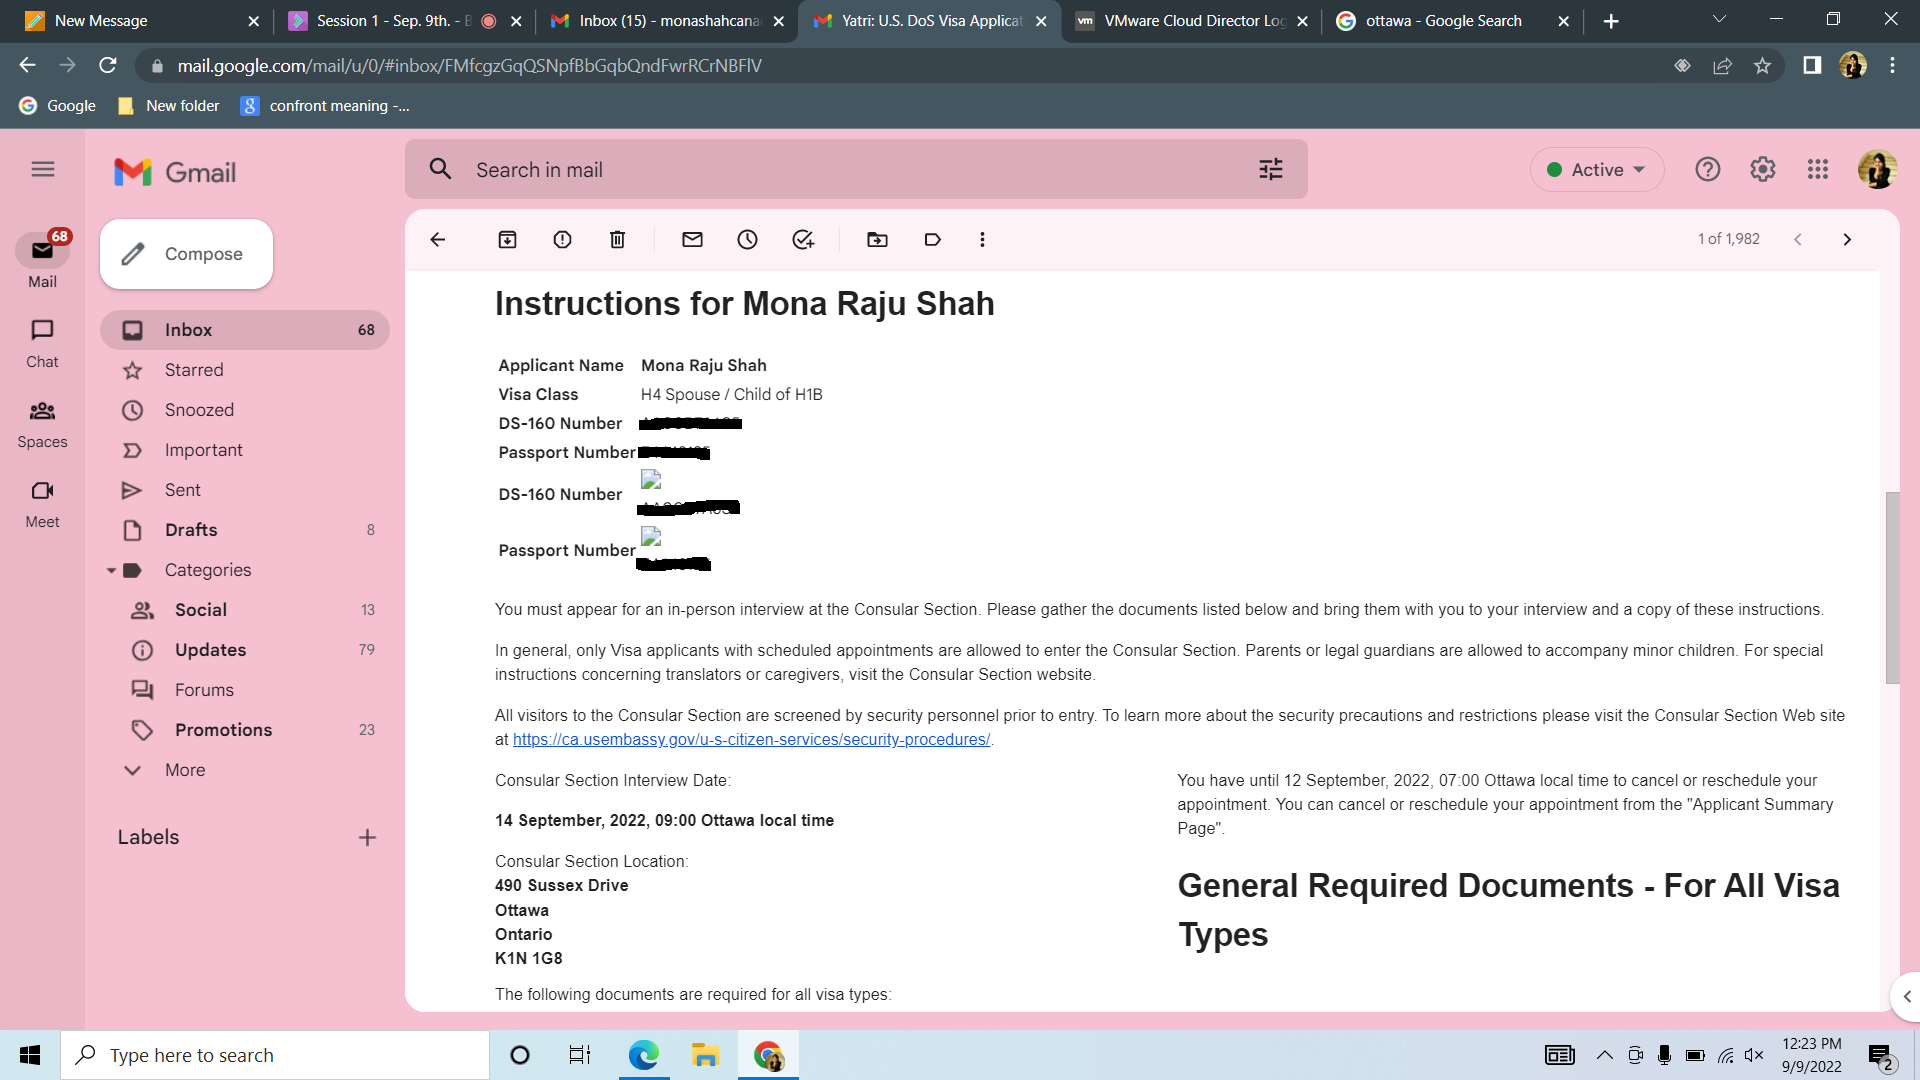 New Message
Session 1 - Sep. 9th. - B
Inbox (15) - monashahcana
Yatri: U.S. DoS Visa Applicat
vm VMware Cloud Director Log
ottawa - Google Search
mail.google.com/mail/u/0/#inbox/FMfcgzGqQSNpfBbGqbQndFwrRCrNBFlV
Google
New folder
confront meaning -...
Gmail
Search in mail
Active
68
Mail
Chat
Spaces
Meet
Compose
Inbox 68
Starred
Snoozed
Important
Sent
Drafts 8
Categories
Social 13
Updates 79
Forums
Promotions 23
More
Labels
1 of 1,982
Instructions for Mona Raju Shah
Applicant Name Mona Raju Shah
Visa Class H4 Spouse / Child of H1B
DS-160 Number
Passport Number
DS-160 Number
Passport Number
You must appear for an in-person interview at the Consular Section. Please gather the documents listed below and bring them with you to your interview and a copy of these instructions.
In general, only Visa applicants with scheduled appointments are allowed to enter the Consular Section. Parents or legal guardians are allowed to accompany minor children. For special
instructions concerning translators or caregivers, visit the Consular Section website.
All visitors to the Consular Section are screened by security personnel prior to entry. To learn more about the security precautions and restrictions please visit the Consular Section Web site
at https://ca.usembassy.gov/u-s-citizen-services/security-procedures/.
Consular Section Interview Date:
14 September, 2022, 09:00 Ottawa local time
Consular Section Location:
490 Sussex Drive
Ottawa
Ontario
K1N 1G8
The following documents are required for all visa types:
You have until 12 September, 2022, 07:00 Ottawa local time to cancel or reschedule your
appointment. You can cancel or reschedule your appointment from the "Applicant Summary
Page".
General Required Documents - For All Visa
Types
Type here to search
12:23 PM
9/9/2022
2